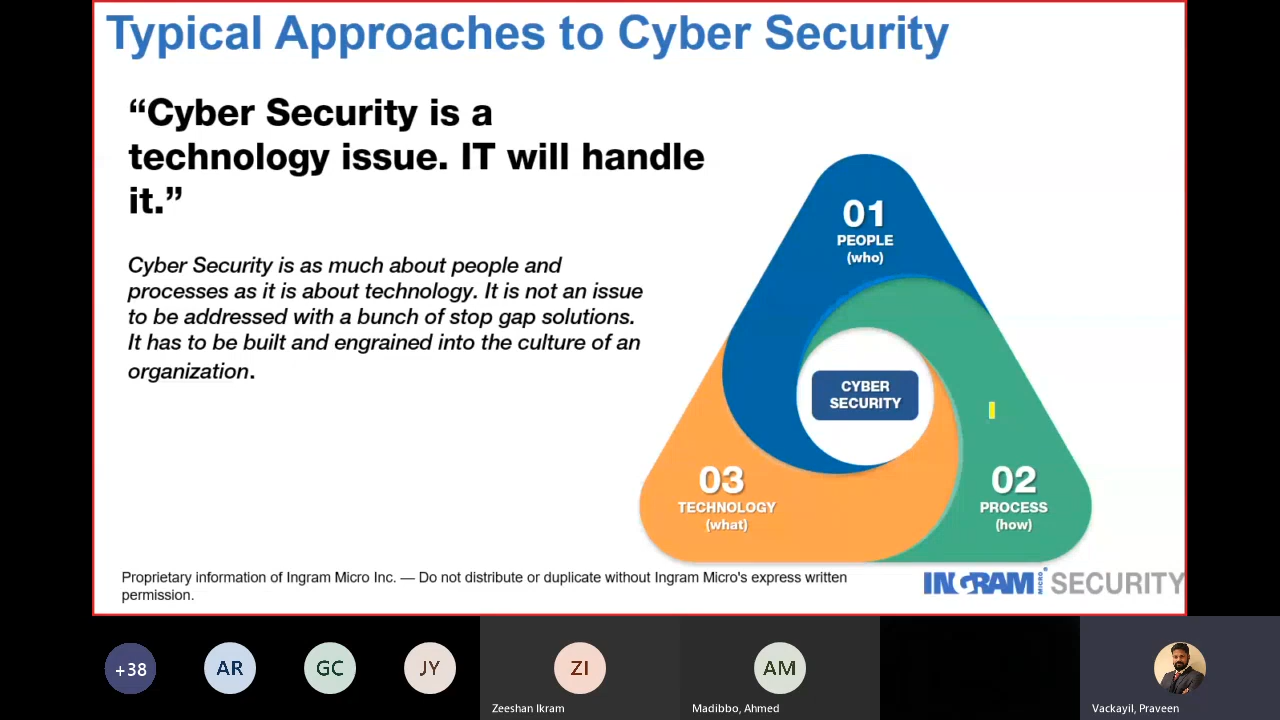 Typical Approaches to Cyber Security
“Cyber Security is a
technology issue. IT will handle
it.”
Cyber Security is as much about people and
processes as it is about technology. It is not an issue
to be addressed with a bunch of stop gap solutions.
It has to be built and engrained into the culture of an
organization.
01
PEOPLE
(who)
CYBER
SECURITY
03
TECHNOLOGY
(what)
02
PROCESS
(how)
Proprietary information of Ingram Micro Inc. — Do not distribute or duplicate without Ingram Micro's express written
permission.
INGRAM MICRO® SECURITY
+38
AR
GC
JY
ZI
Zeeshan Ikram
AM
Madibbo, Ahmed
Vackayil, Praveen